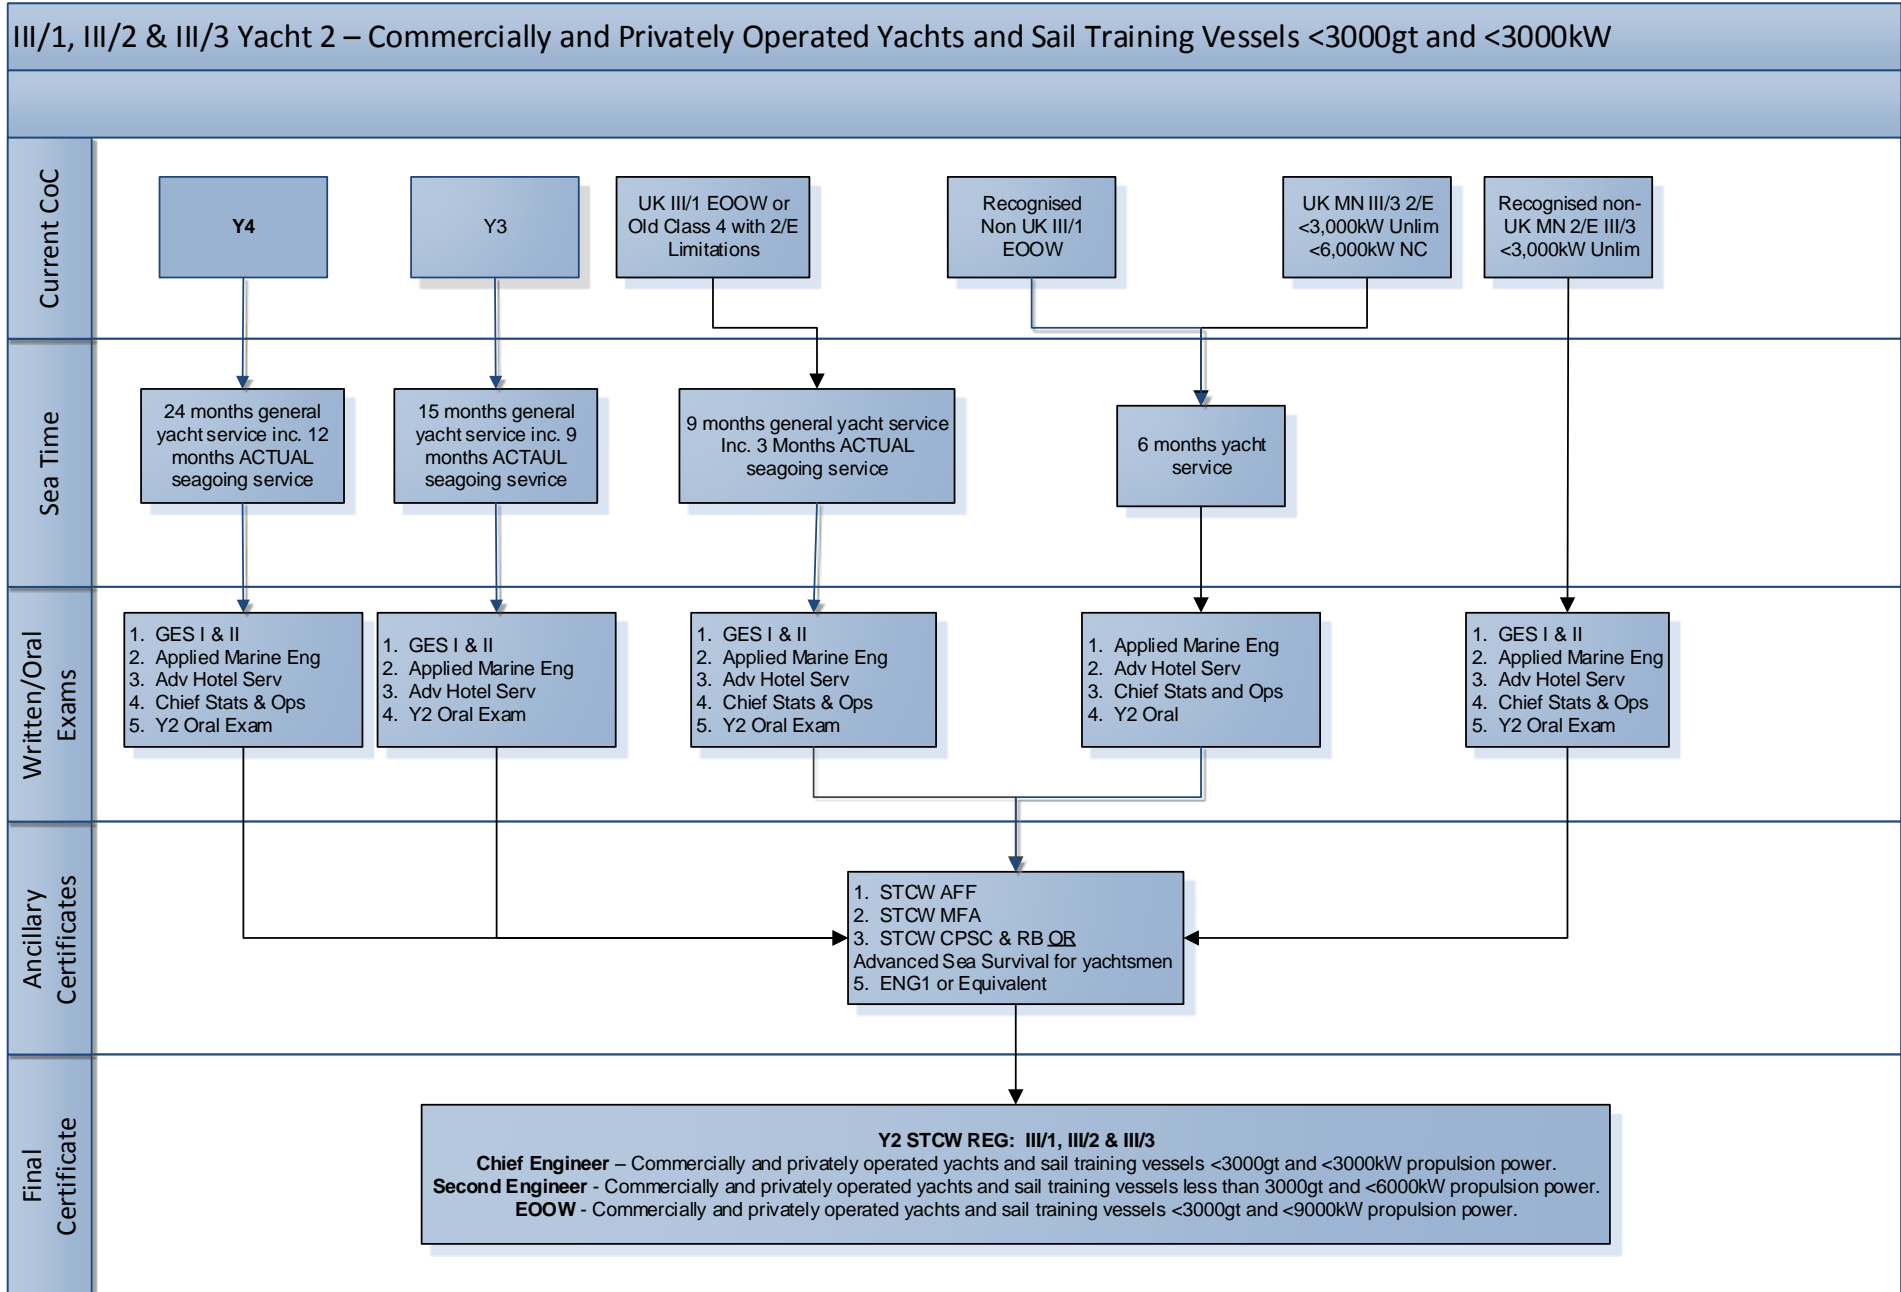 III/1, III/2 & III/3 Yacht 2 – Commercially and Privately Operated Yachts and Sail Training Vessels <3000gt and <3000kW
Current CoC
Y4
Y3
UK III/1 EOOW or
Old Class 4 with 2/E
Limitations
Recognised
Non UK III/1
EOOW
UK MN III/3 2/E
<3,000kW Unlim
<6,000kW NC
Recognised non-
UK MN 2/E III/3
<3,000kW Unlim
Sea Time
24 months general
yacht service inc. 12
months ACTUAL
seagoing service
15 months general
yacht service inc. 9
months ACTAUL
seagoing sevrice
9 months general yacht service
Inc. 3 Months ACTUAL
seagoing service
6 months yacht
service
Written/Oral
Exams
1. GES I & II
2. Applied Marine Eng
3. Adv Hotel Serv
4. Chief Stats & Ops
5. Y2 Oral Exam
1. GES I & II
2. Applied Marine Eng
3. Adv Hotel Serv
4. Y2 Oral Exam
1. GES I & II
2. Applied Marine Eng
3. Adv Hotel Serv
4. Chief Stats & Ops
5. Y2 Oral Exam
1. Applied Marine Eng
2. Adv Hotel Serv
3. Chief Stats and Ops
4. Y2 Oral
1. GES I & II
2. Applied Marine Eng
3. Adv Hotel Serv
4. Chief Stats & Ops
5. Y2 Oral Exam
Ancillary
Certificates
1. STCW AFF
2. STCW MFA
3. STCW CPSC & RB OR
Advanced Sea Survival for yachtsmen
5. ENG1 or Equivalent
Final
Certificate
Y2 STCW REG: III/1, III/2 & III/3
Chief Engineer – Commercially and privately operated yachts and sail training vessels <3000gt and <3000kW propulsion power.
Second Engineer - Commercially and privately operated yachts and sail training vessels less than 3000gt and <6000kW propulsion power.
EOOW - Commercially and privately operated yachts and sail training vessels <3000gt and <9000kW propulsion power.